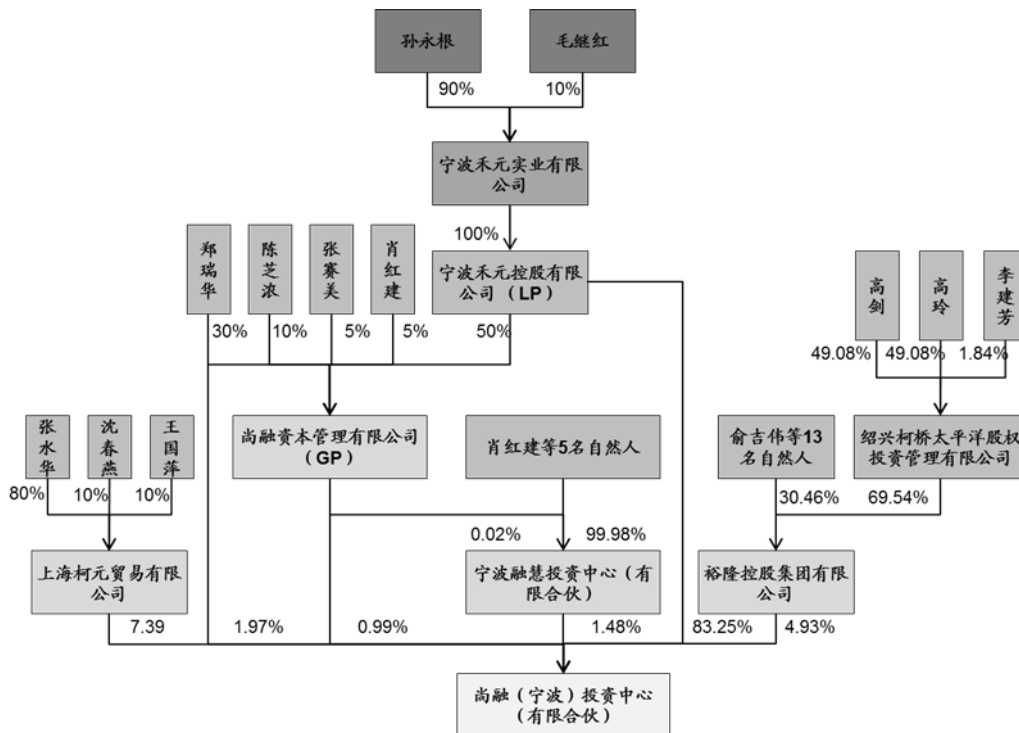 孙永根
毛继红
90%
10%
宁波禾元实业有限
公司
100%
郑瑞华
陈芝浓
张赛美
肖红建
宁波禾元控股有限
公司（LP）
高剑
高玲
李建芳
30%
10%
5%
5%
50%
49.08%
49.08%
1.84%
张水华
沈春燕
王国萍
尚融资本管理有限公司
（GP）
肖红建等5名自然人
俞吉伟等13
名自然人
绍兴柯桥太平洋股权
投资管理有限公司
80%
10%
10%
30.46%
69.54%
0.02%
99.98%
上海柯元贸易有限
公司
宁波融慧投资中心（有
限合伙）
裕隆控股集团有限
公司
7.39
1.97%
0.99%
1.48%
83.25%
4.93%
尚融（宁波）投资中心
（有限合伙）